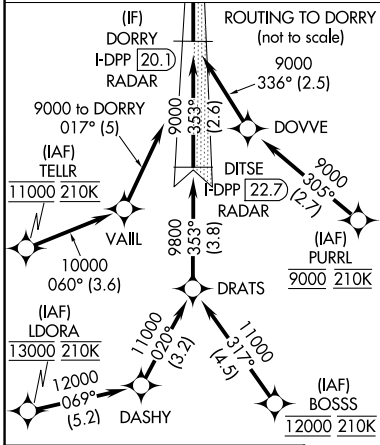 (IF)
DORRY
I-DPP 20.1
RADAR
ROUTING TO DORRY
(not to scale)
9000
336° (2.5)
9000 to DORRY
017° (5)
9000
353°
(2.6)
DOVVE
(IAF)
TELLR
11000 210K
DITSE
I-DPP 22.7
RADAR
9000
305°
(2.7)
VAIIL
10000
060° (3.6)
9800
353°
(3.8)
(IAF)
PURRL
9000 210K
DRATS
(IAF)
LDORA
13000 210K
11000
020°
(3.2)
11000
317°
(4.5)
12000
069°
(5.2)
DASHY
(IAF)
BOSSS
12000 210K